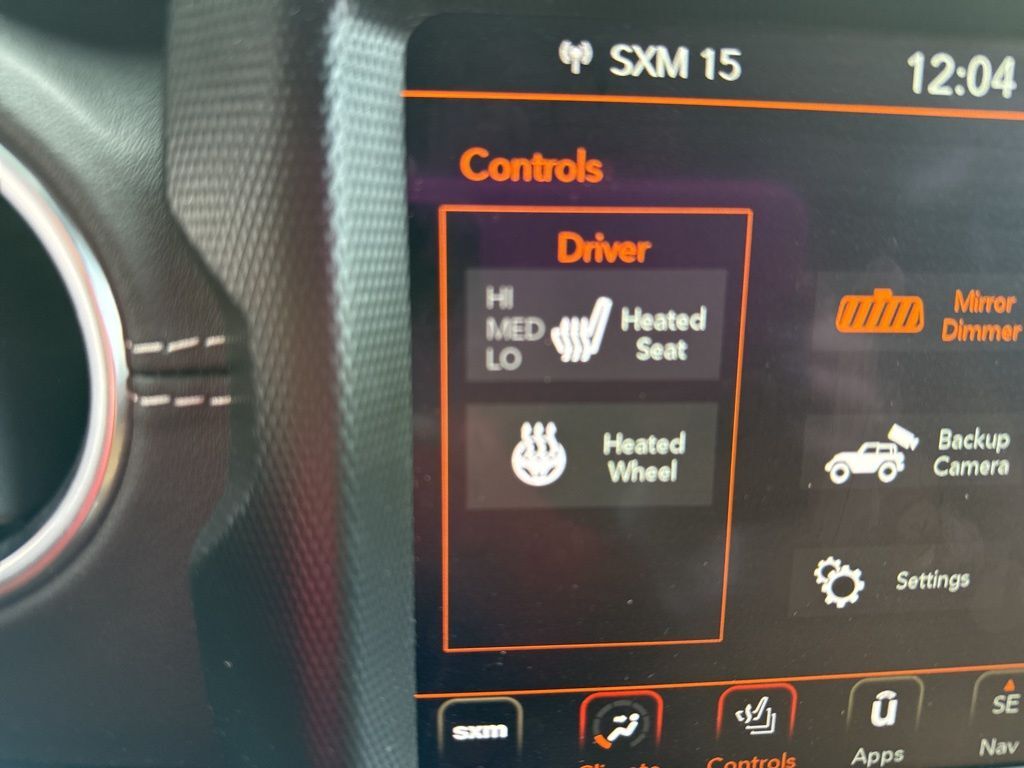 SXM 15
12:04
Controls
Driver
HI
MED
LO
Heated
Seat
Heated
Wheel
Mirror
Dimmer
Backup
Camera
Settings
sxm
Climate
Controls
Apps
SE
Nav